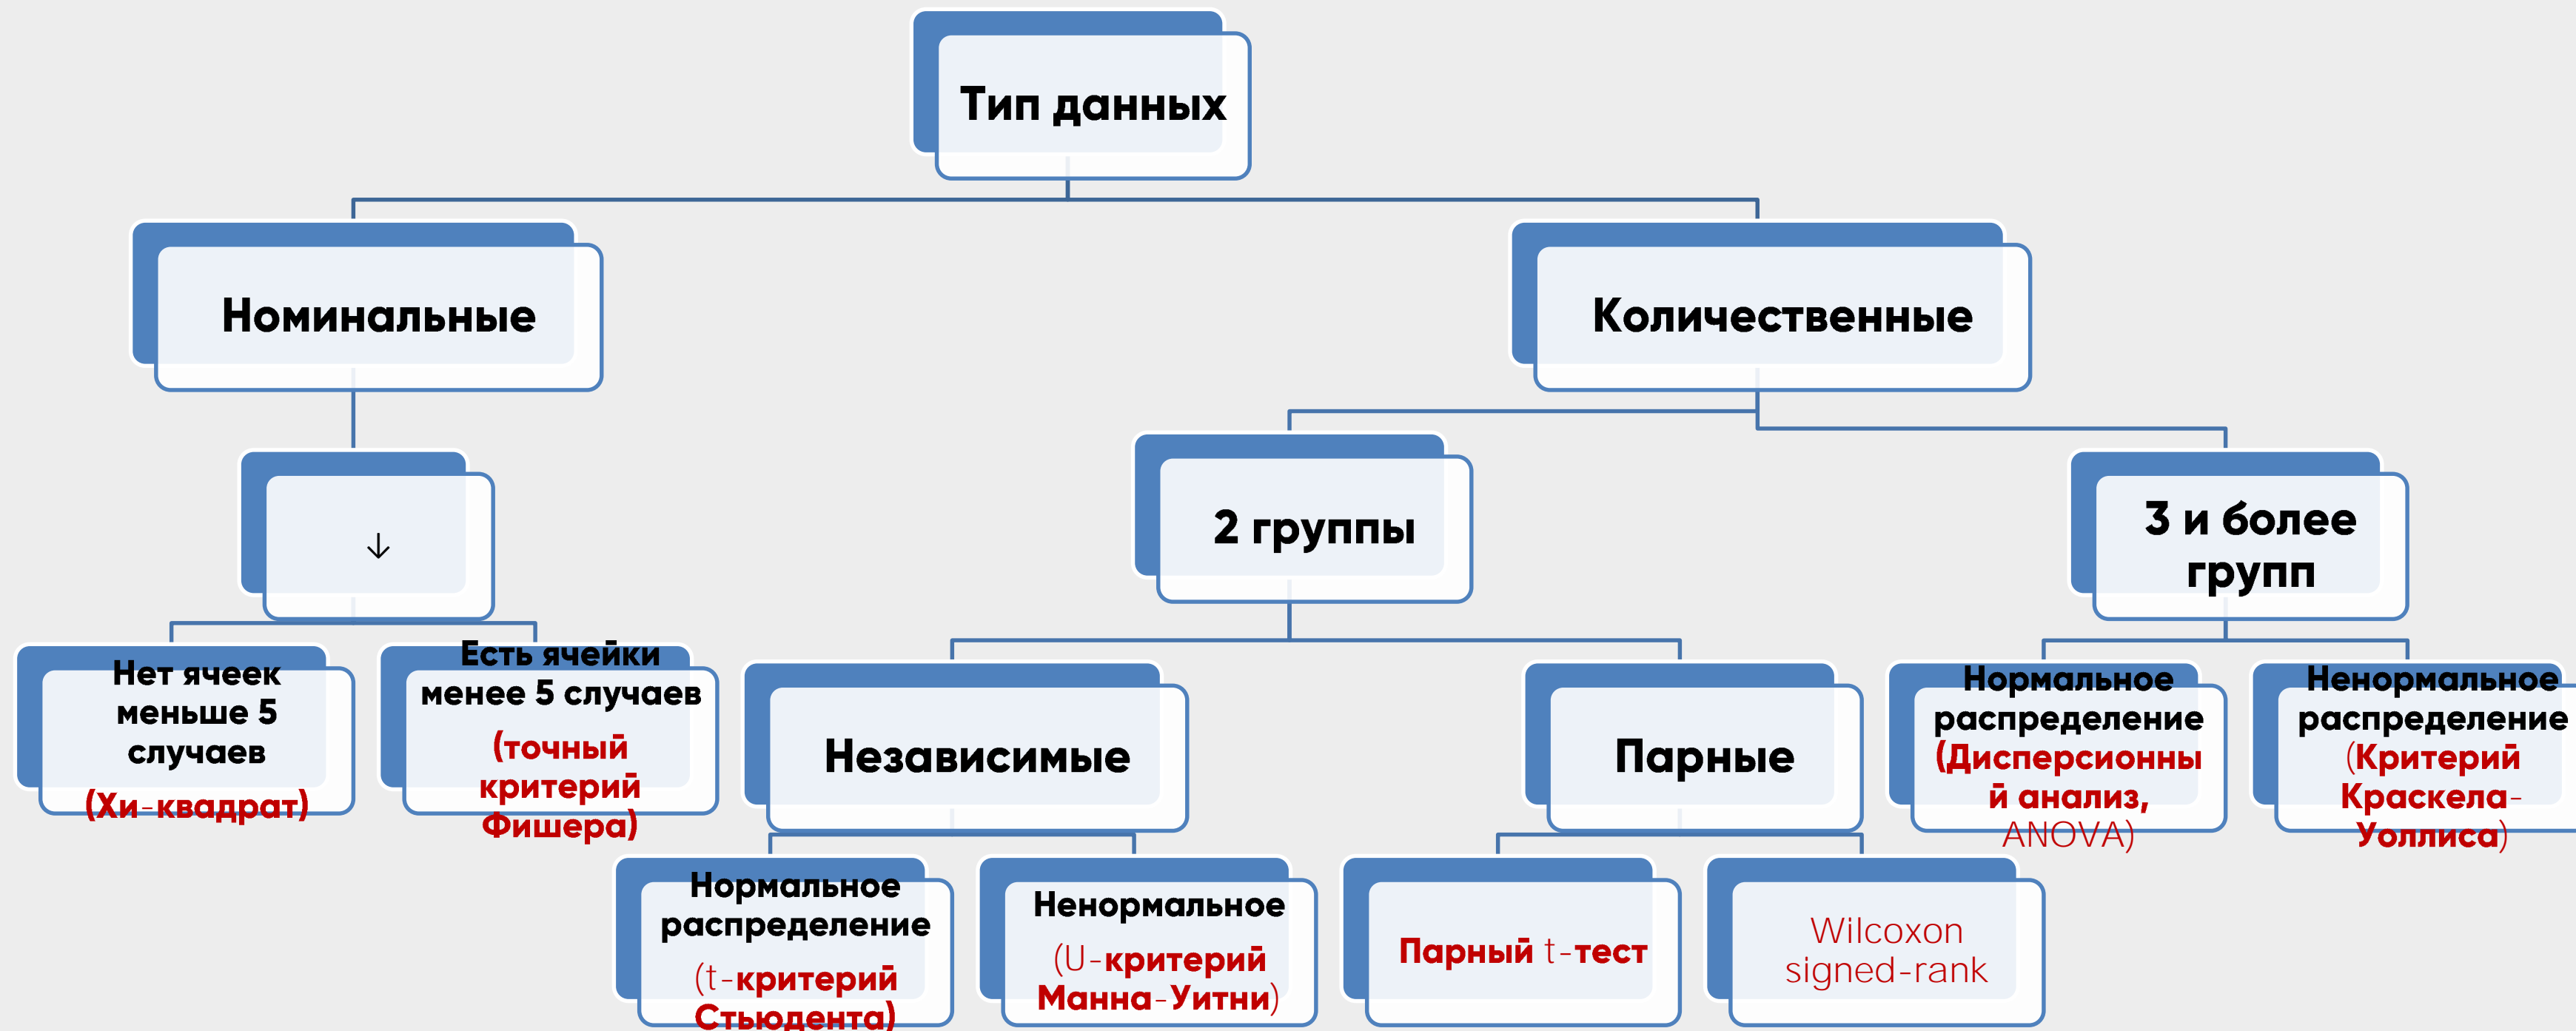 Тип данных
Номинальные
Количественные
↓
2 группы
3 и более
групп
Нет ячеек
меньше 5
случаев
(Хи-квадрат)
Есть ячейки
менее 5 случаев
(точный
критерий
Фишера)
Независимые
Парные
Нормальное
распределение
(Дисперсионны
й анализ,
ANOVA)
Ненормальное
распределение
(Критерий
Краскела-
Уоллиса)
Нормальное
распределение
(t-критерий
Стьюдента)
Ненормальное
(U-критерий
Манна-Уитни)
Парный t-тест
Wilcoxon
signed-rank